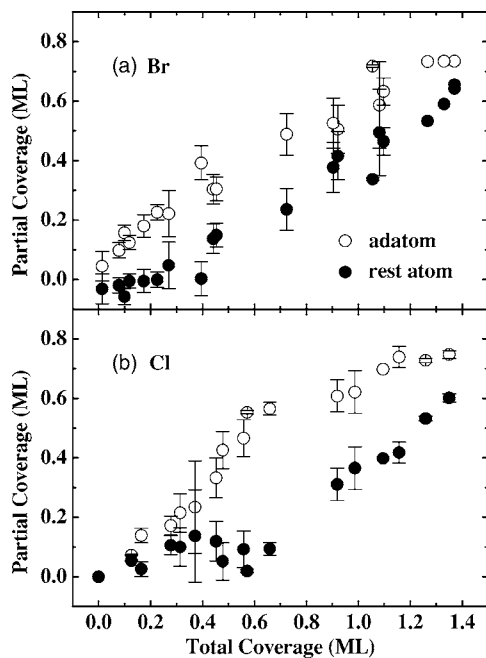 (a) Br
Partial Coverage (ML)
0.8
0.6
0.4
0.2
0.0
adatom
rest atom
(b) Cl
Partial Coverage (ML)
0.8
0.6
0.4
0.2
0.0
0.0 0.2 0.4 0.6 0.8 1.0 1.2 1.4
Total Coverage (ML)